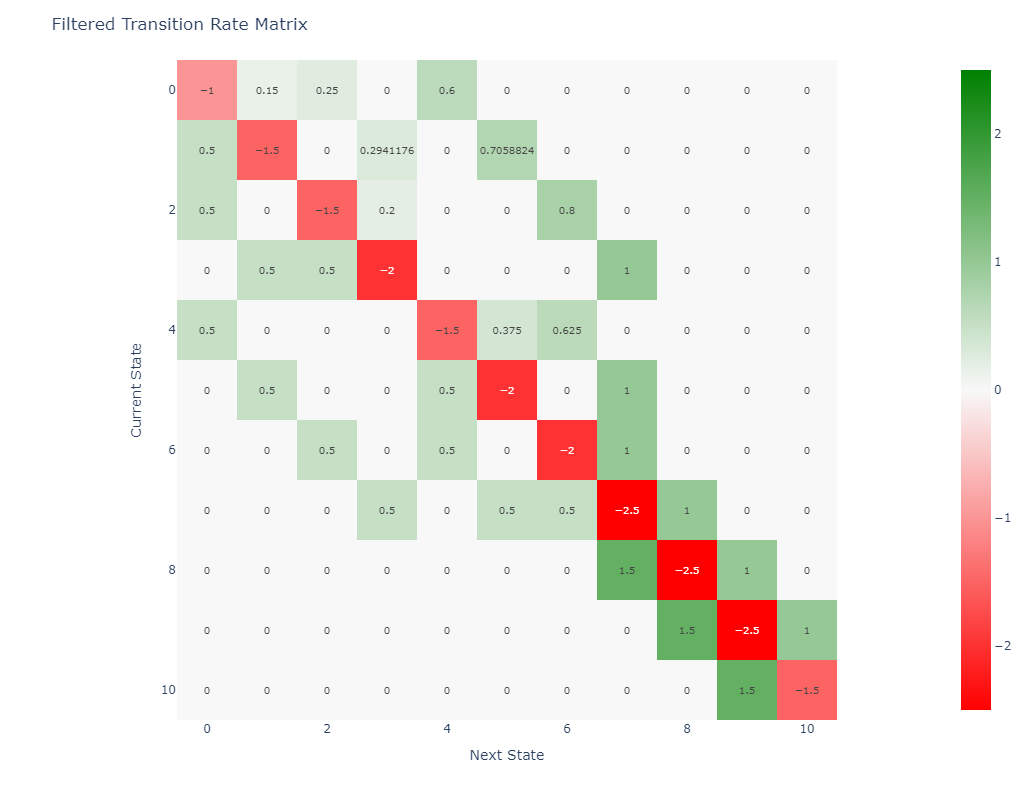 Filtered Transition Rate Matrix
0 −1 0.15 0.25 0 0.6 0 0 0 0 0 0
0.5 −1.5 0 0.2941176 0 0.7058824 0 0 0 0 0
2 0.5 0 −1.5 0.2 0 0 0.8 0 0 0 0
0 0.5 0.5 −2 0 0 0 1 0 0 0
4 0.5 0 0 0 −1.5 0.375 0.625 0 0 0 0
0 0.5 0 0 0.5 −2 0 1 0 0 0
6 0 0 0.5 0 0.5 0 −2 1 0 0 0
0 0 0 0.5 0 0.5 0.5 −2.5 1 0 0
8 0 0 0 0 0 0 0 1.5 −2.5 1 0
0 0 0 0 0 0 0 0 1.5 −2.5 1
10 0 0 0 0 0 0 0 0 0 1.5 −1.5
0 2 4 6 8 10
Next State
Current State
2
1
0
−1
−2